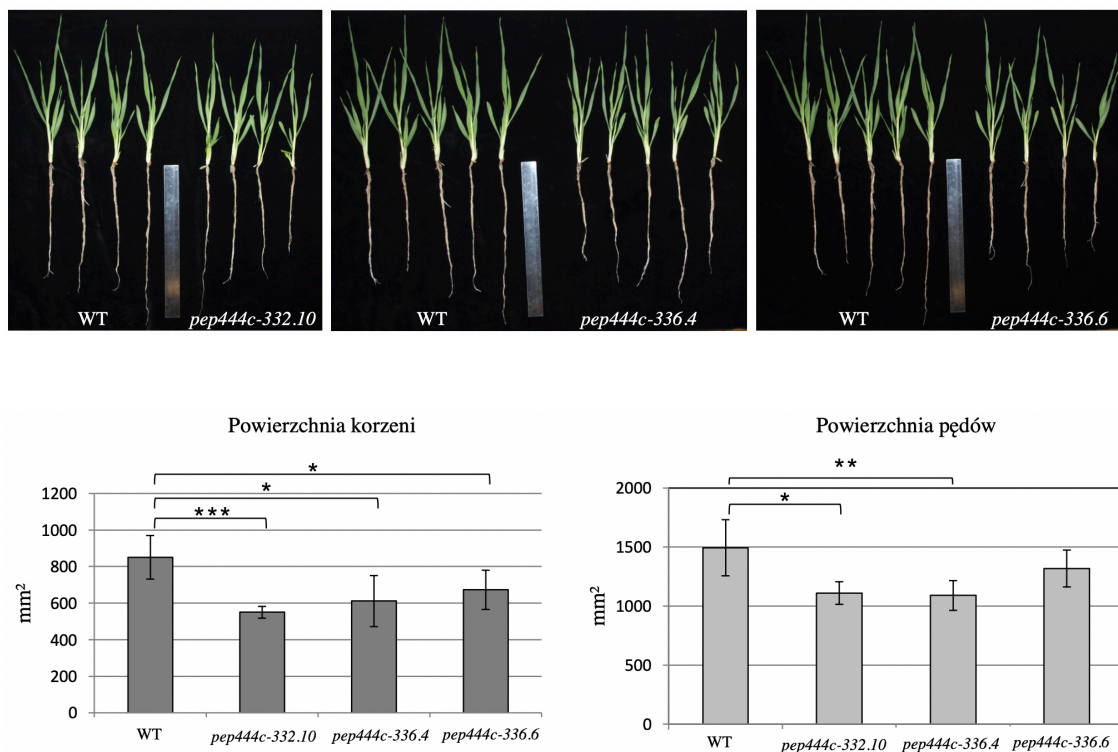 WT pep444c-332.10
WT pep444c-336.4
WT pep444c-336.6
Powierzchnia korzeni
*
*
***
1200
1000
800
600
400
200
0
mm²
WT pep444c-332.10 pep444c-336.4 pep444c-336.6
Powierzchnia pędów
**
*
2000
1500
1000
500
0
mm²
WT pep444c-332.10 pep444c-336.4 pep444c-336.6